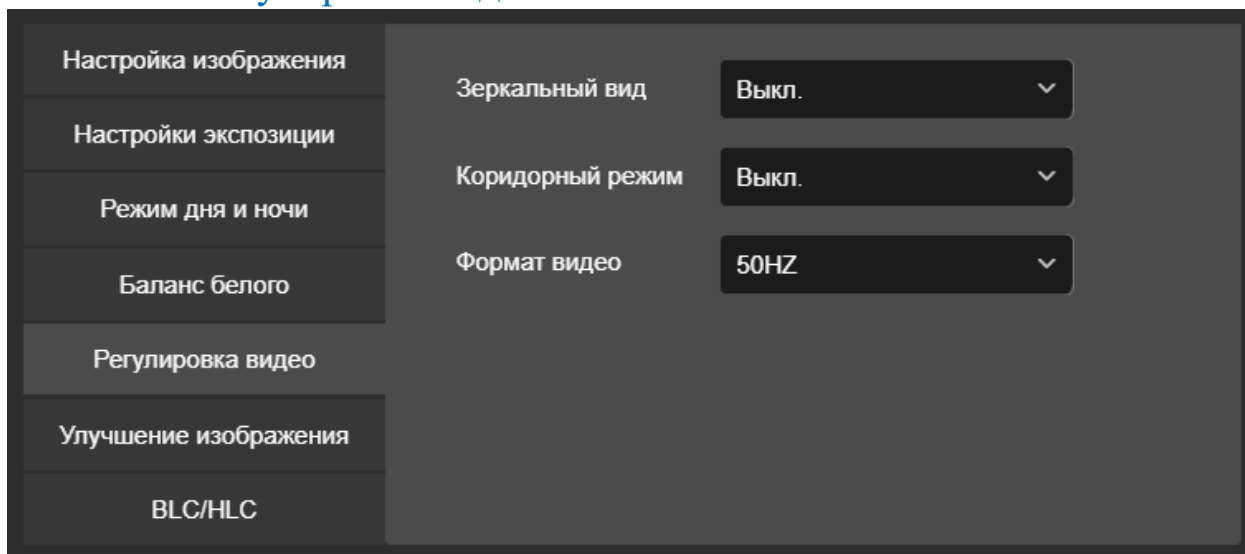 Настройка изображения
Настройки экспозиции
Режим дня и ночи
Баланс белого
Регулировка видео
Улучшение изображения
BLC/HLC
Зеркальный вид Выкл.
Коридорный режим Выкл.
Формат видео 50HZ